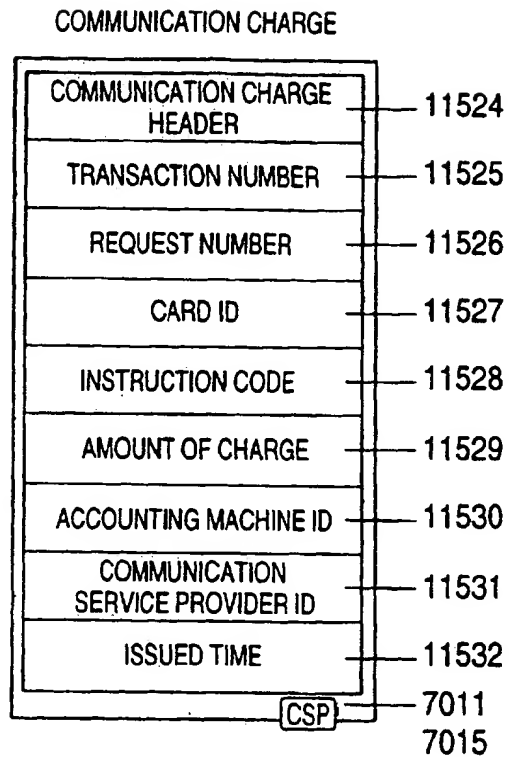 COMMUNICATION CHARGE
COMMUNICATION CHARGE
HEADER
11524
TRANSACTION NUMBER
11525
REQUEST NUMBER
11526
CARD ID
11527
INSTRUCTION CODE
11528
AMOUNT OF CHARGE
11529
ACCOUNTING MACHINE ID
11530
COMMUNICATION
SERVICE PROVIDER ID
11531
ISSUED TIME
11532
CSP
7011
7015